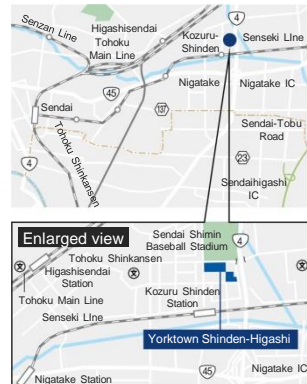 Senzan Line
Higashisendai
Tohoku
Main Line
Kozuru-
Shinden
4
Senseki LIne
45
Nigatake
Nigatake IC
Sendai
137
Sendai-Tobu
Road
Tohoku Shinkansen
23
4
Sendaihigashi
IC
Enlarged view
Sendai Shimin
Baseball Stadium
4
Tohoku Shinkansen
Higashisendai
Station
Tohoku Main Line
Kozuru Shinden
Station
Senseki LIne
Yorktown Shinden-Higashi
45
Nigatake IC
Nigatake Station